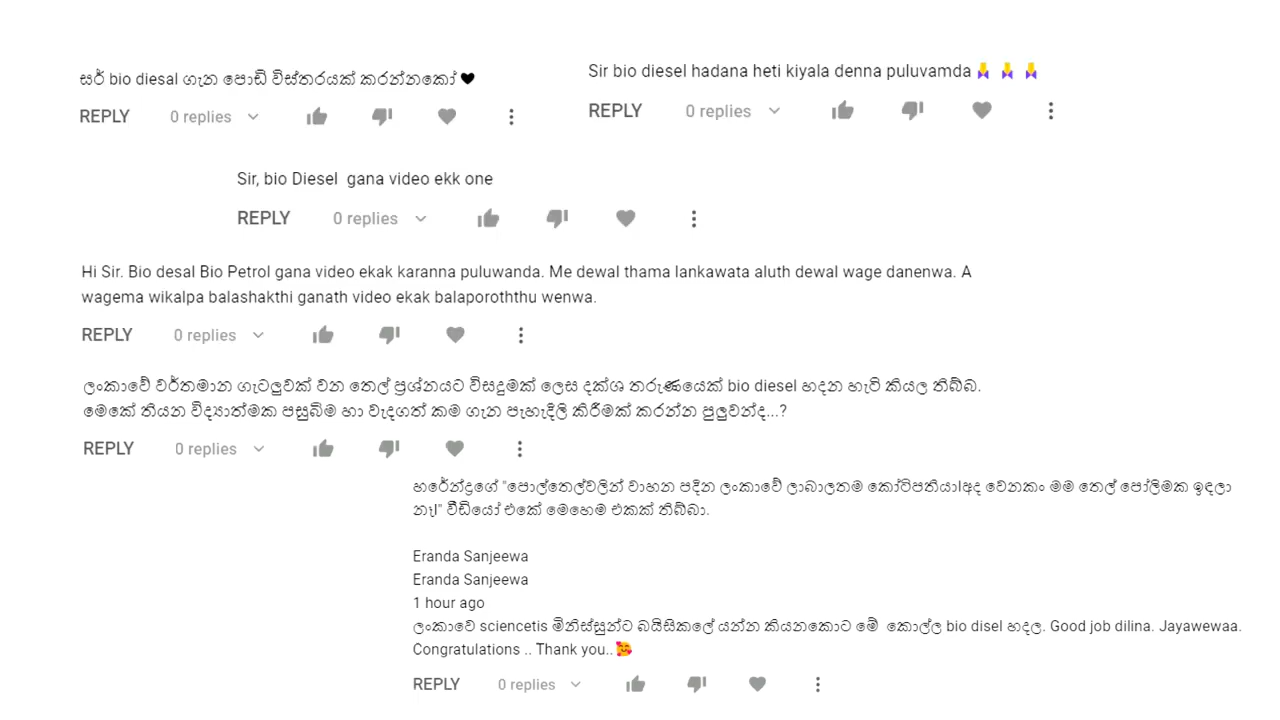 සර් bio diesal ගැන පොඩි විස්තරයක් කරන්නකෝ🖤
REPLY 0 replies
Sir bio diesel hadana heti kiyala denna puluvamda🙏🙏🙏
REPLY 0 replies
Sir, bio Diesel gana video ekk one
REPLY 0 replies
Hi Sir. Bio desal Bio Petrol gana video ekak karanna puluwanda. Me dewal thama lankawata aluth dewal wage danenwa. A
wagema wikalpa balashakthi ganath video ekak balaporoththu wenwa.
REPLY 0 replies
ලංකාවේ වර්තමාන ගැටලුවක් වන තෙල් ප්‍රශ්නයට විසදුමක් ලෙස දක්ශ තරුණයෙක් bio diesel හදන හැටි කියල තිබ්බ.
මෙකේ තියන විද්‍යාත්මක පසුබිම හා වැදගත් කම ගැන පැහැදිලි කිරීමක් කරන්න පුලුවන්ද...?
REPLY 0 replies
හරේන්ද්‍රගේ "පොල්තෙල්වලින් වාහන පදින ලංකාවේ ලාබාලතම කෝටිපතියා|අද වෙනකං මම තෙල් පෝලිමක ඉඳලා
නෑ|" වීඩියෝ එකේ මෙහෙම එකක් තිබ්බා.
Eranda Sanjeewa
Eranda Sanjeewa
1 hour ago
ලංකාවෙ sciencetis මිනිස්සුන්ට බයිසිකලේ යන්න කියනකොට මේ කොල්ල bio disel හදල. Good job dilina. Jayawewaa.
Congratulations .. Thank you..🥰
REPLY 0 replies